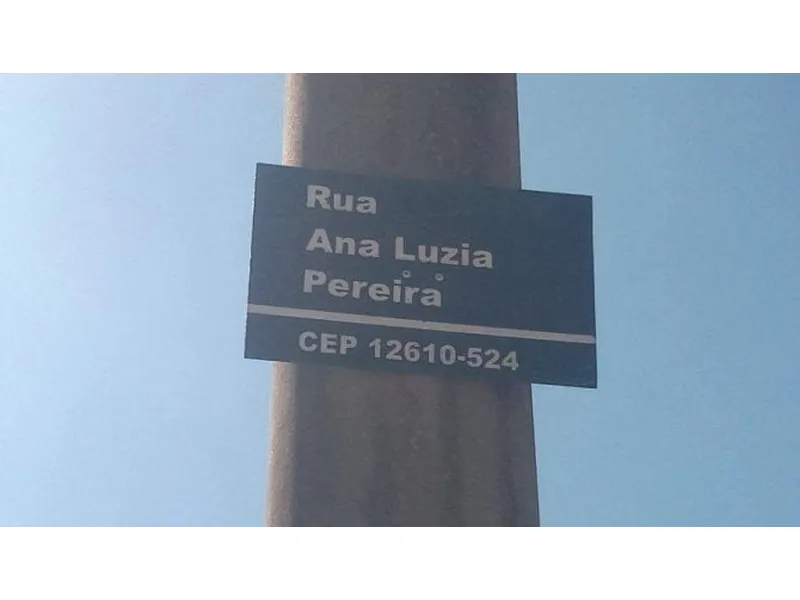 Rua
Ana Luzia
Pereira
CEP 12610-524